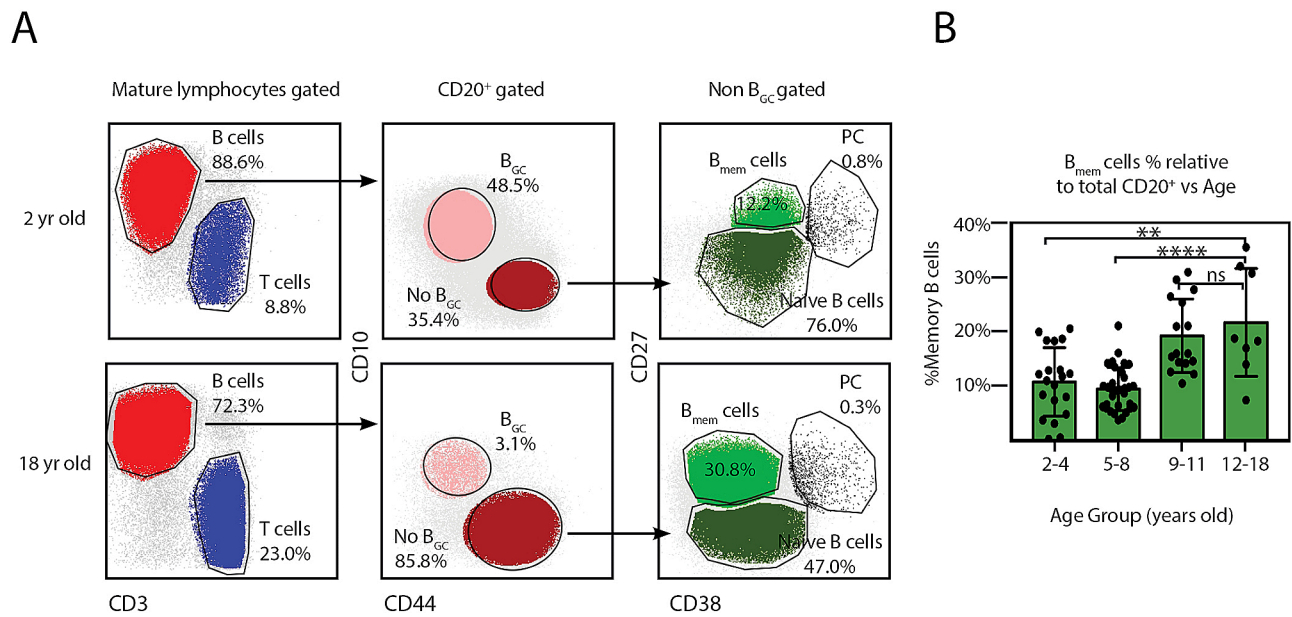 A
B
Mature lymphocytes gated
CD20+ gated
Non BGC gated
2 yr old
B cells
88.6%
T cells
8.8%
BGC
48.5%
No BGC
35.4%
CD10
Bmem cells
12.2%
PC
0.8%
Naive B cells
76.0%
CD27
18 yr old
B cells
72.3%
T cells
23.0%
BGC
3.1%
No BGC
85.8%
Bmem cells
30.8%
PC
0.3%
Naive B cells
47.0%
CD3
CD44
CD38
Bmem cells % relative
to total CD20+ vs Age
%Memory B cells
40%
30%
20%
10%
**
****
ns
2-4 5-8 9-11 12-18
Age Group (years old)